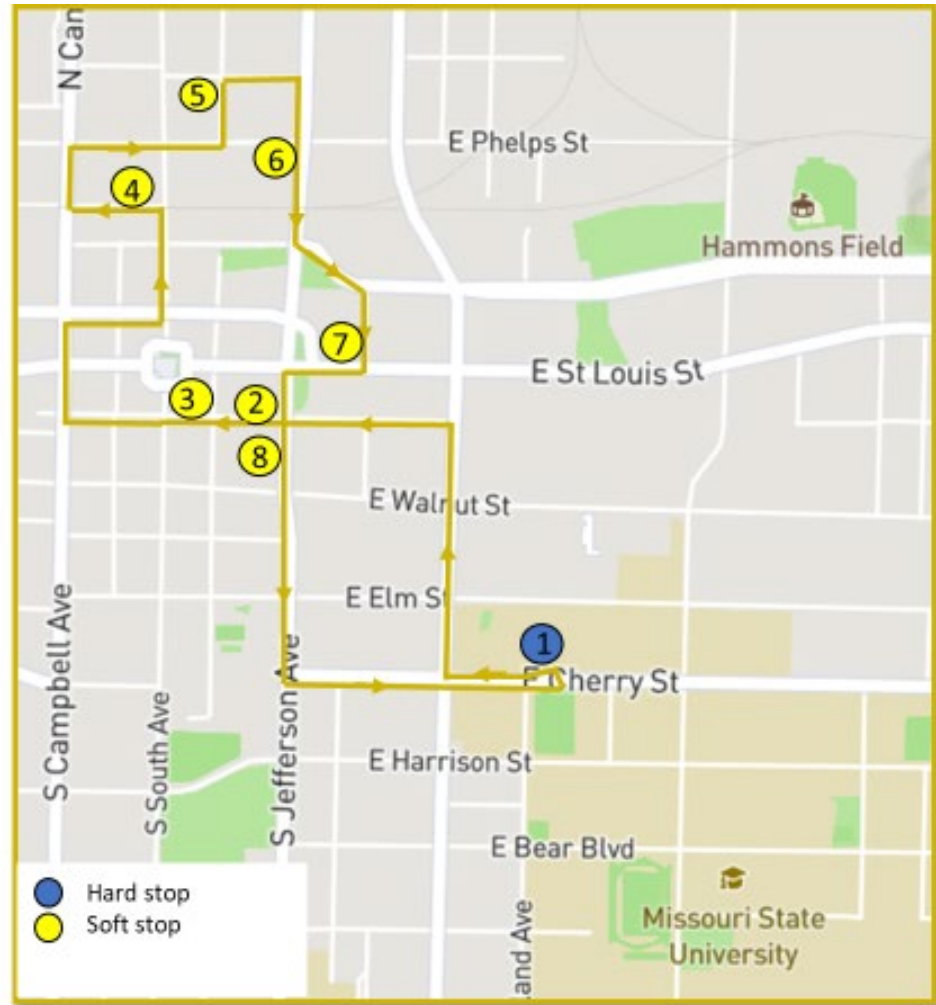 N Can
5
6
E Phelps St
4
Hammons Field
7
E St Louis St
3
2
8
E Walnut St
E Elm St
1
E Cherry St
S Campbell Ave
S South Ave
S Jefferson Ave
E Harrison St
E Bear Blvd
Missouri State
University
land Ave
Hard stop
Soft stop